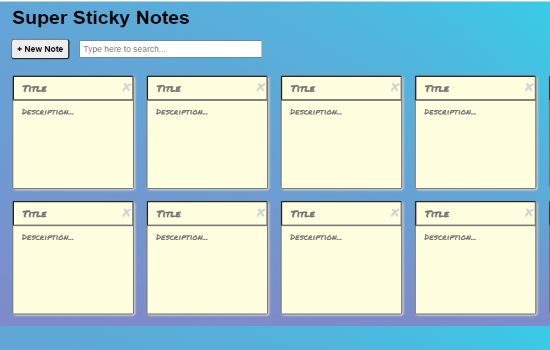 Super Sticky Notes
+ New Note Type here to search...
Title × Title × Title × Title ×
Description... Description... Description... Description...
Title × Title × Title × Title ×
Description... Description... Description... Description...